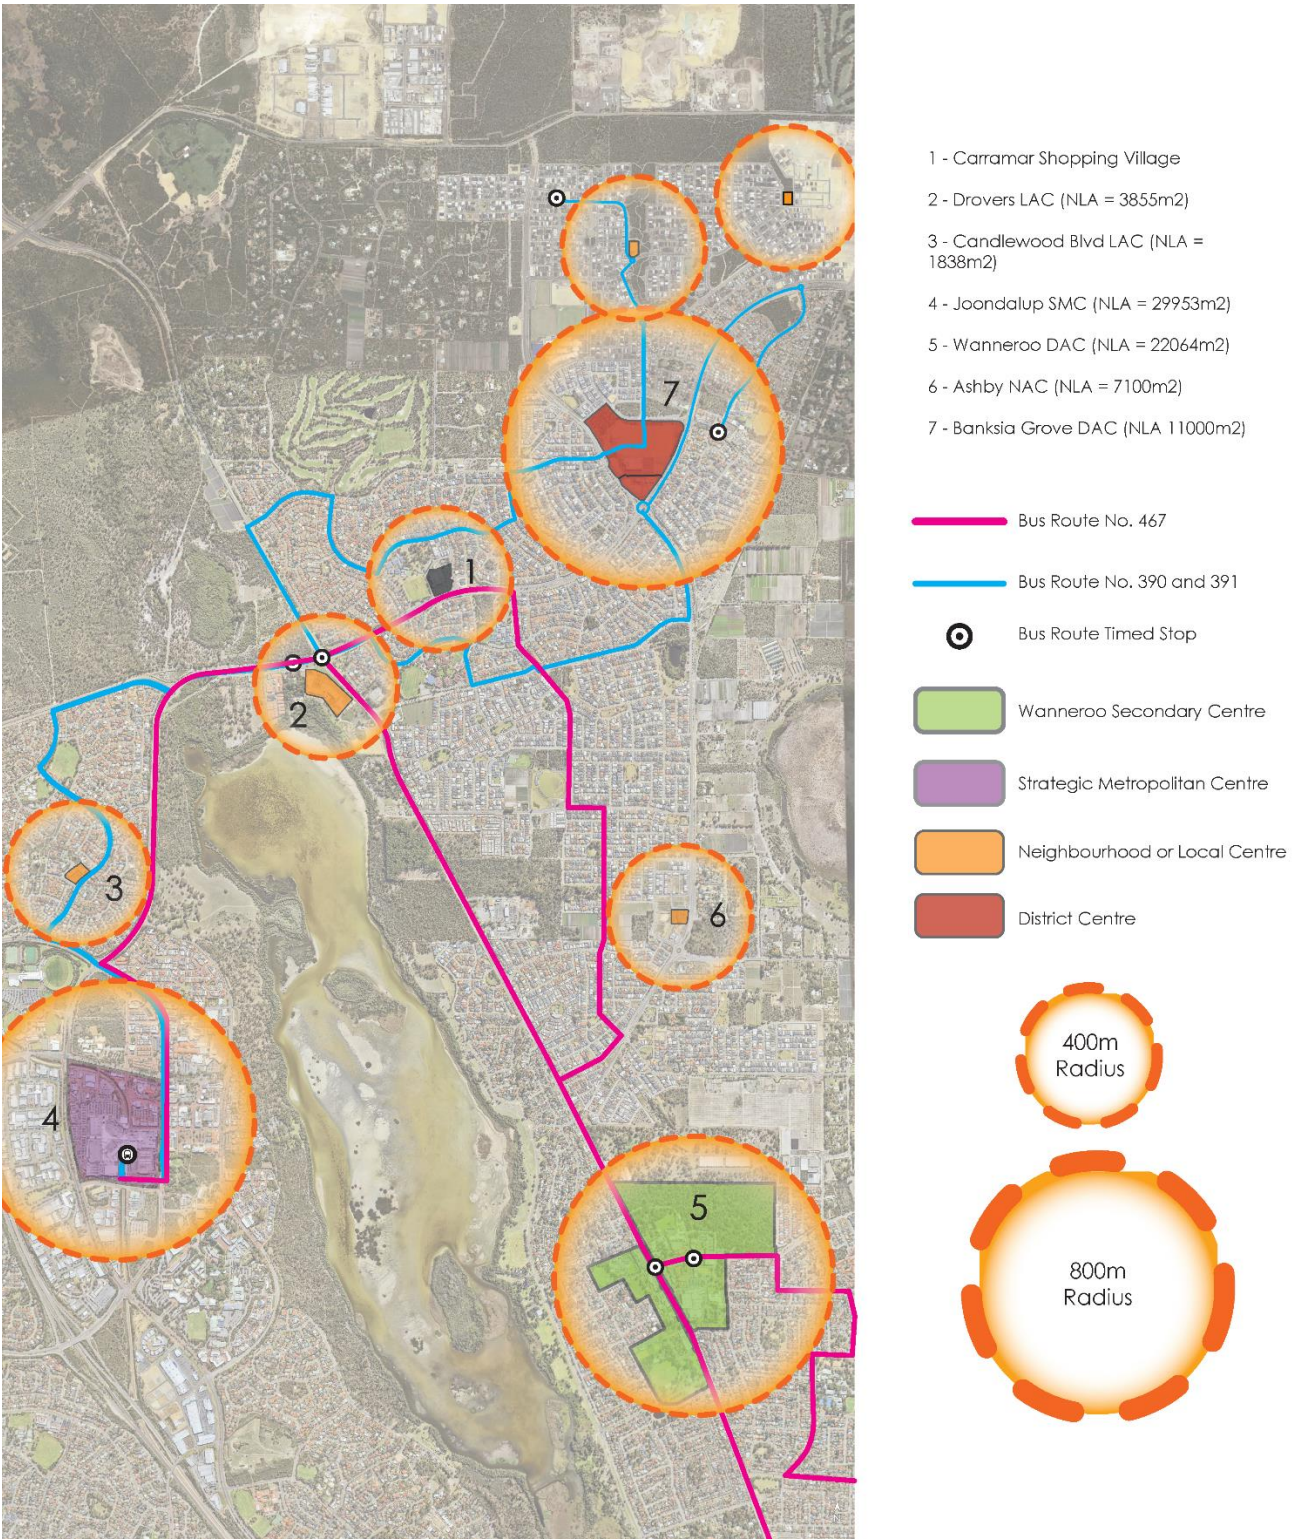 1 - Carramar Shopping Village
2 - Drovers LAC (NLA = 3855m2)
3 - Candlewood Blvd LAC (NLA =
1838m2)
4 - Joondalup SMC (NLA = 29953m2)
5 - Wanneroo DAC (NLA = 22064m2)
6 - Ashby NAC (NLA = 7100m2)
7 - Banksia Grove DAC (NLA 11000m2)
Bus Route No. 467
Bus Route No. 390 and 391
Bus Route Timed Stop
Wanneroo Secondary Centre
Strategic Metropolitan Centre
Neighbourhood or Local Centre
District Centre
400m
Radius
800m
Radius
7
1
2
3
6
4
5